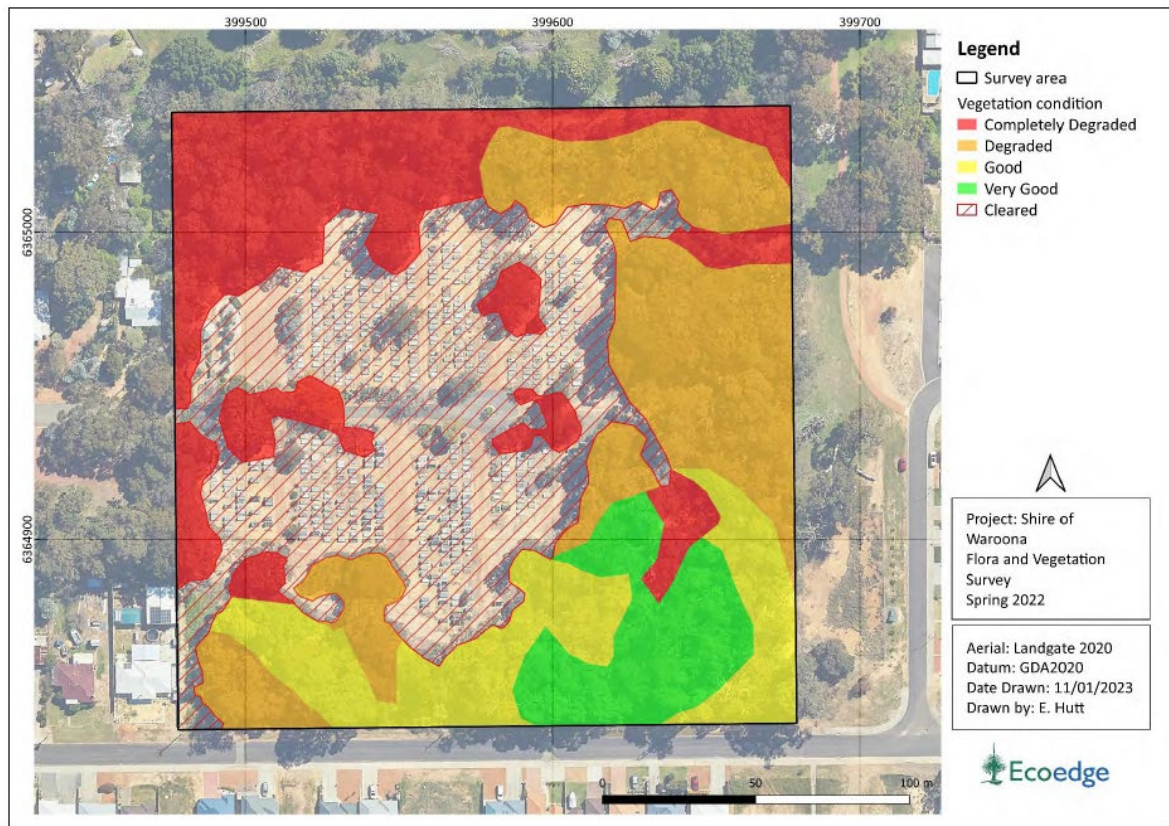 399500
399600
399700
6365000
6364900
Legend
Survey area
Vegetation condition
Completely Degraded
Degraded
Good
Very Good
Cleared
Project: Shire of
Waroona
Flora and Vegetation
Survey
Spring 2022
Aerial: Landgate 2020
Datum: GDA2020
Date Drawn: 11/01/2023
Drawn by: E. Hutt
Ecoedge
0
50
100 m